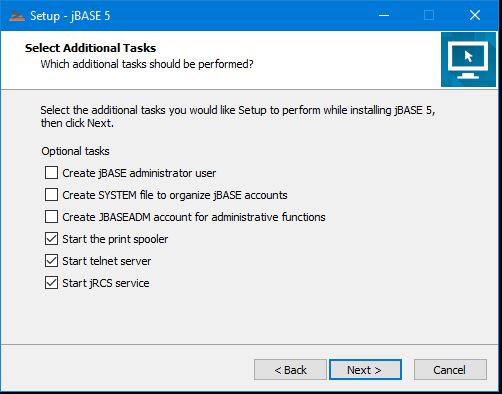 Setup - jBASE 5
Select Additional Tasks
Which additional tasks should be performed?
Select the additional tasks you would like Setup to perform while installing jBASE 5,
then click Next.
Optional tasks
Create jBASE administrator user
Create SYSTEM file to organize jBASE accounts
Create JBASEADM account for administrative functions
Start the print spooler
Start telnet server
Start jRCS service
< Back
Next >
Cancel